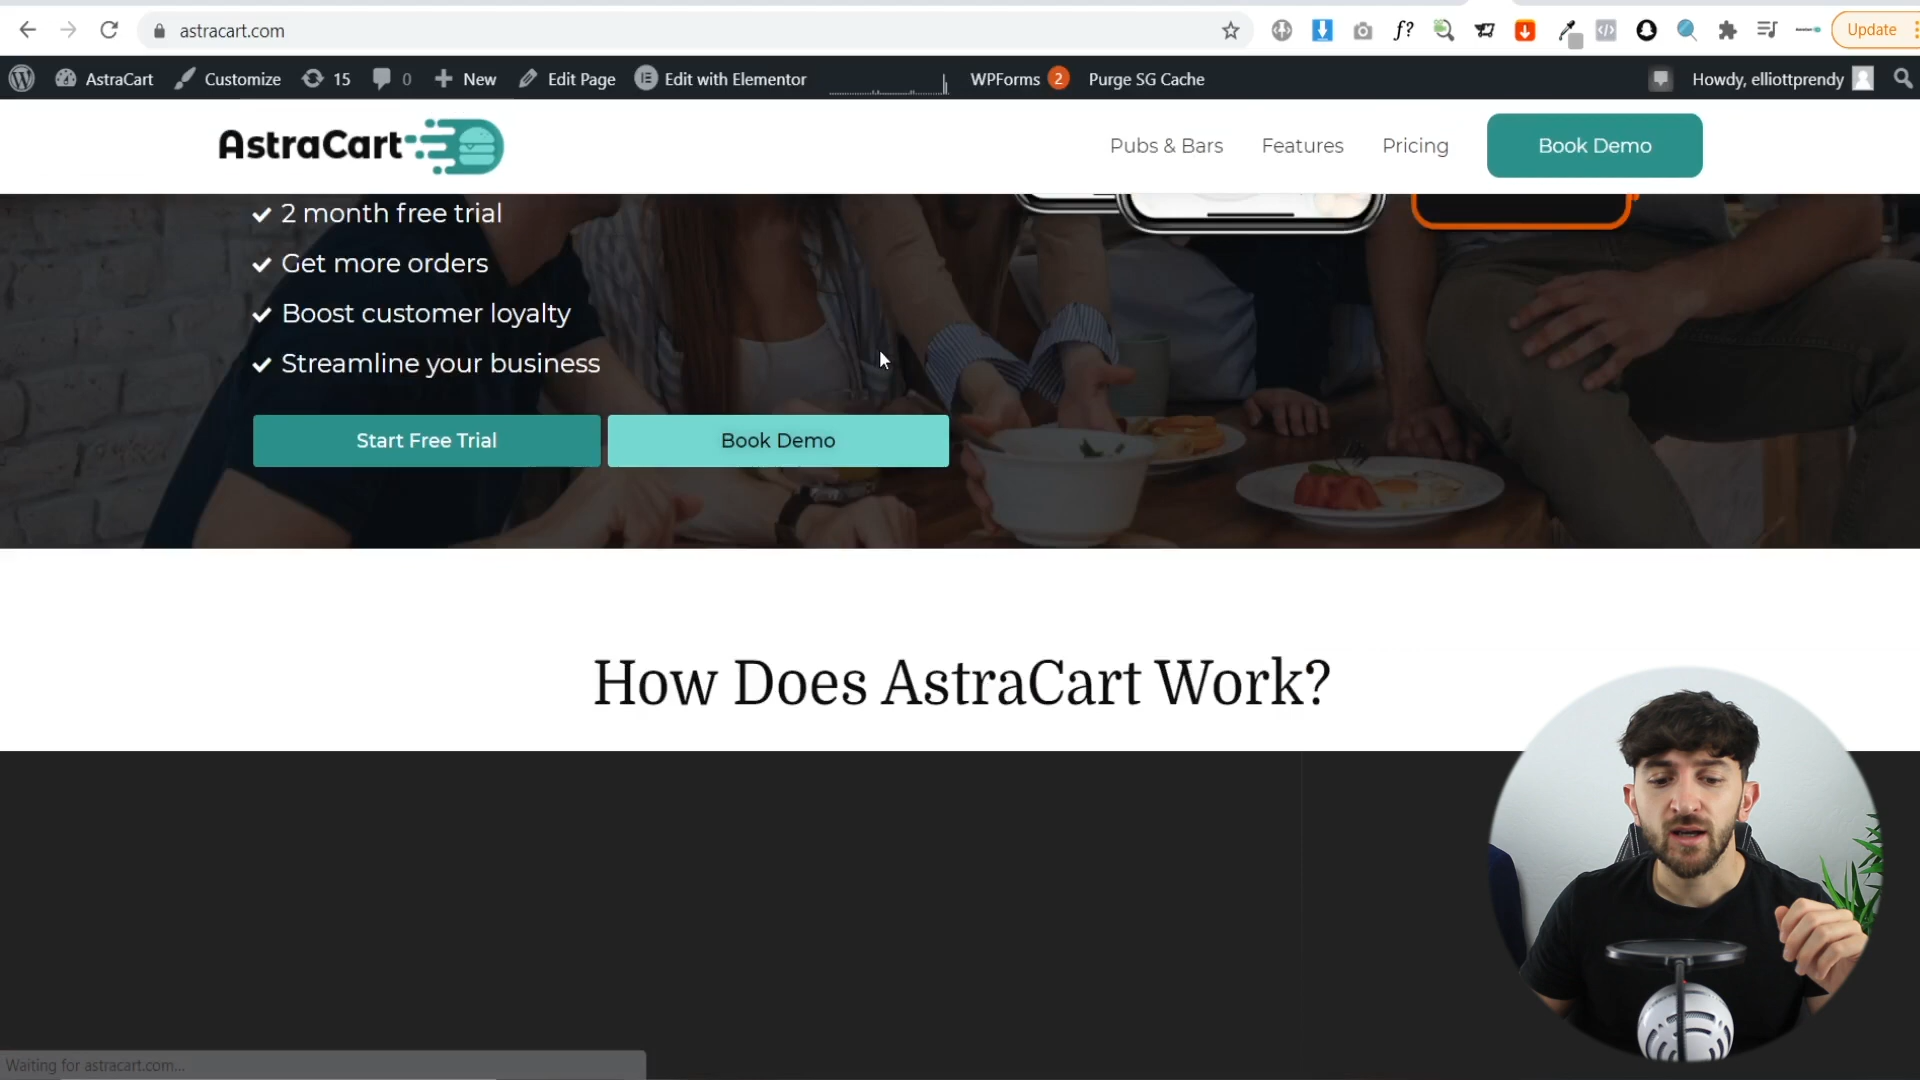 astracart.com
f?
Update
AstraCart
Customize
15
0
New
Edit Page
Edit with Elementor
WPForms 2
Purge SG Cache
Howdy, elliottprendy
AstraCart
Pubs & Bars
Features
Pricing
Book Demo
2 month free trial
Get more orders
Boost customer loyalty
Streamline your business
Start Free Trial
Book Demo
How Does AstraCart Work?
Waiting for astracart.com...